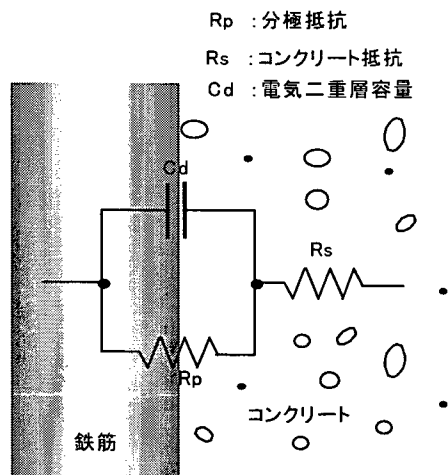 Rp :分極抵抗
Rs :コンクリート抵抗
Cd :電気二重層容量
Cd
Rs
Rp
コンクリート
鉄筋